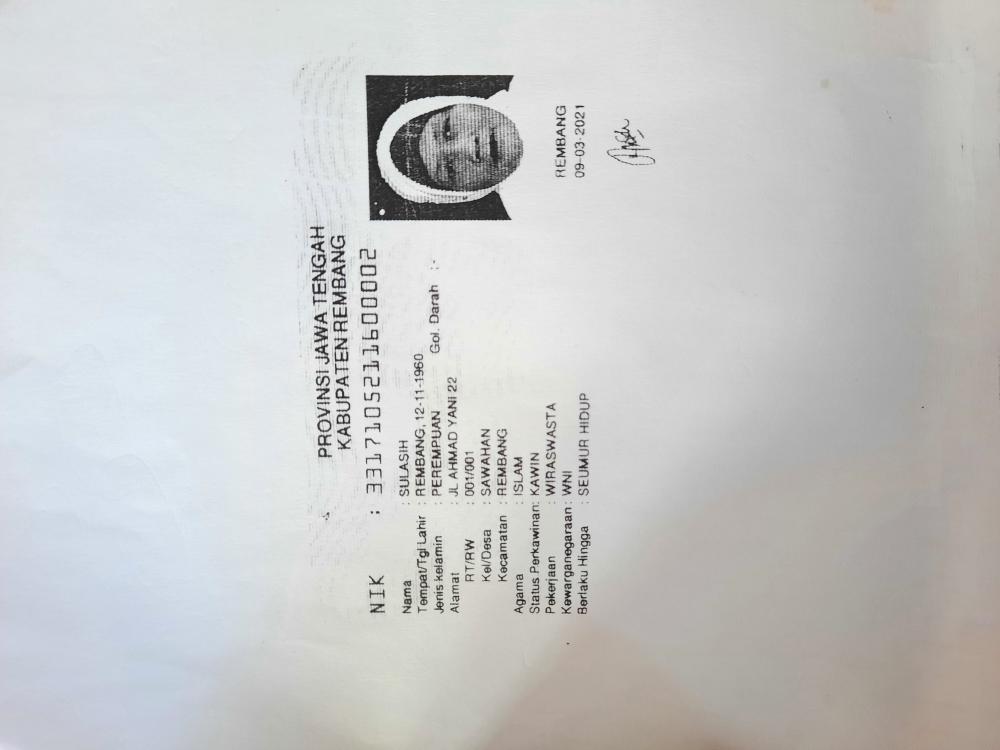 PROVINSI JAWA TENGAH
KABUPATEN REMBANG
NIK : 3317105211600002
Nama : SULASIH
Tempat/Tgl Lahir : REMBANG, 12-11-1960
Jenis kelamin : PEREMPUAN Gol. Darah :-
Alamat : JL AHMAD YANI 22
RT/RW : 001/001
Kel/Desa : SAWAHAN
Kecamatan : REMBANG
Agama : ISLAM
Status Perkawinan: KAWIN
Pekerjaan : WIRASWASTA
Kewarganegaraan: WNI
Berlaku Hingga : SEUMUR HIDUP
REMBANG
09-03-2021